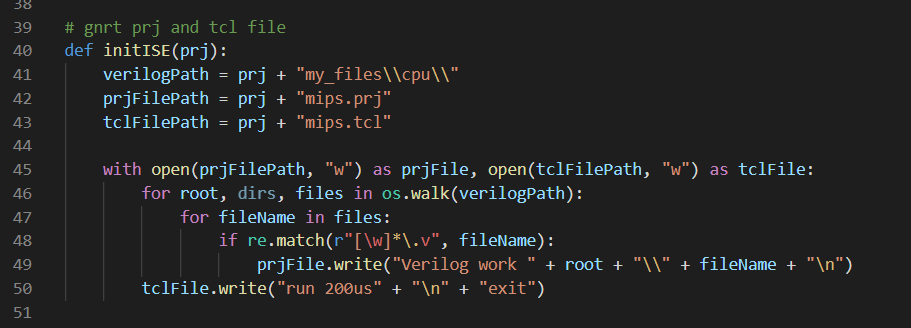 38
39 # gnrt prj and tcl file
40 def initISE(prj):
41     verilogPath = prj + "my_files\\cpu\\"
42     prjFilePath = prj + "mips.prj"
43     tclFilePath = prj + "mips.tcl"
44
45     with open(prjFilePath, "w") as prjFile, open(tclFilePath, "w") as tclFile:
46         for root, dirs, files in os.walk(verilogPath):
47             for fileName in files:
48                 if re.match(r"[\w]*\.v", fileName):
49                     prjFile.write("Verilog work " + root + "\\" + fileName + "\n")
50         tclFile.write("run 200us" + "\n" + "exit")
51